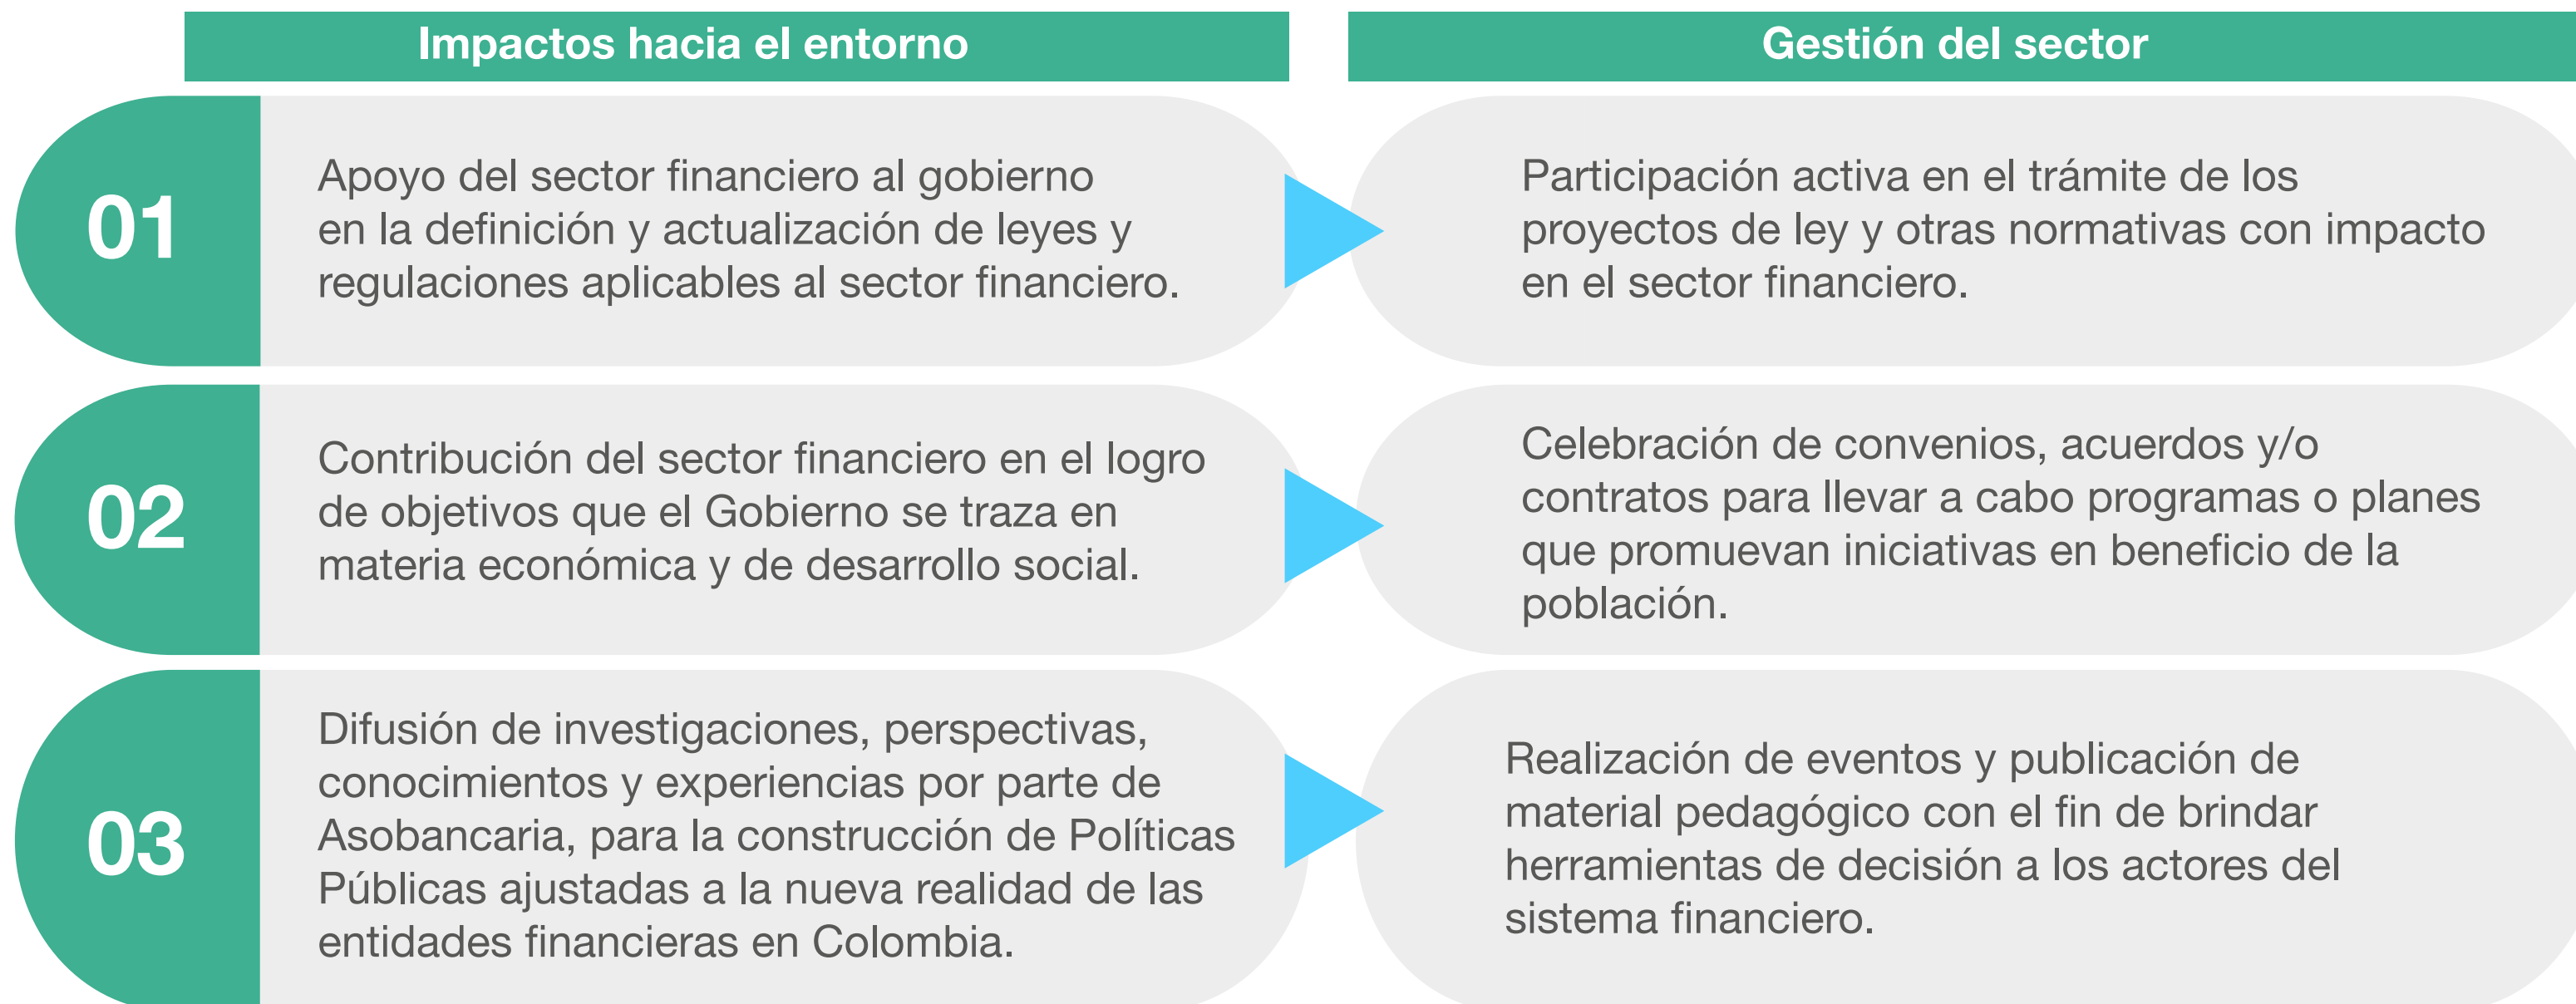 Impactos hacia el entorno
Gestión del sector
01
Apoyo del sector financiero al gobierno
en la definición y actualización de leyes y
regulaciones aplicables al sector financiero.
Participación activa en el trámite de los
proyectos de ley y otras normativas con impacto
en el sector financiero.
02
Contribución del sector financiero en el logro
de objetivos que el Gobierno se traza en
materia económica y de desarrollo social.
Celebración de convenios, acuerdos y/o
contratos para llevar a cabo programas o planes
que promuevan iniciativas en beneficio de la
población.
03
Difusión de investigaciones, perspectivas,
conocimientos y experiencias por parte de
Asobancaria, para la construcción de Políticas
Públicas ajustadas a la nueva realidad de las
entidades financieras en Colombia.
Realización de eventos y publicación de
material pedagógico con el fin de brindar
herramientas de decisión a los actores del
sistema financiero.